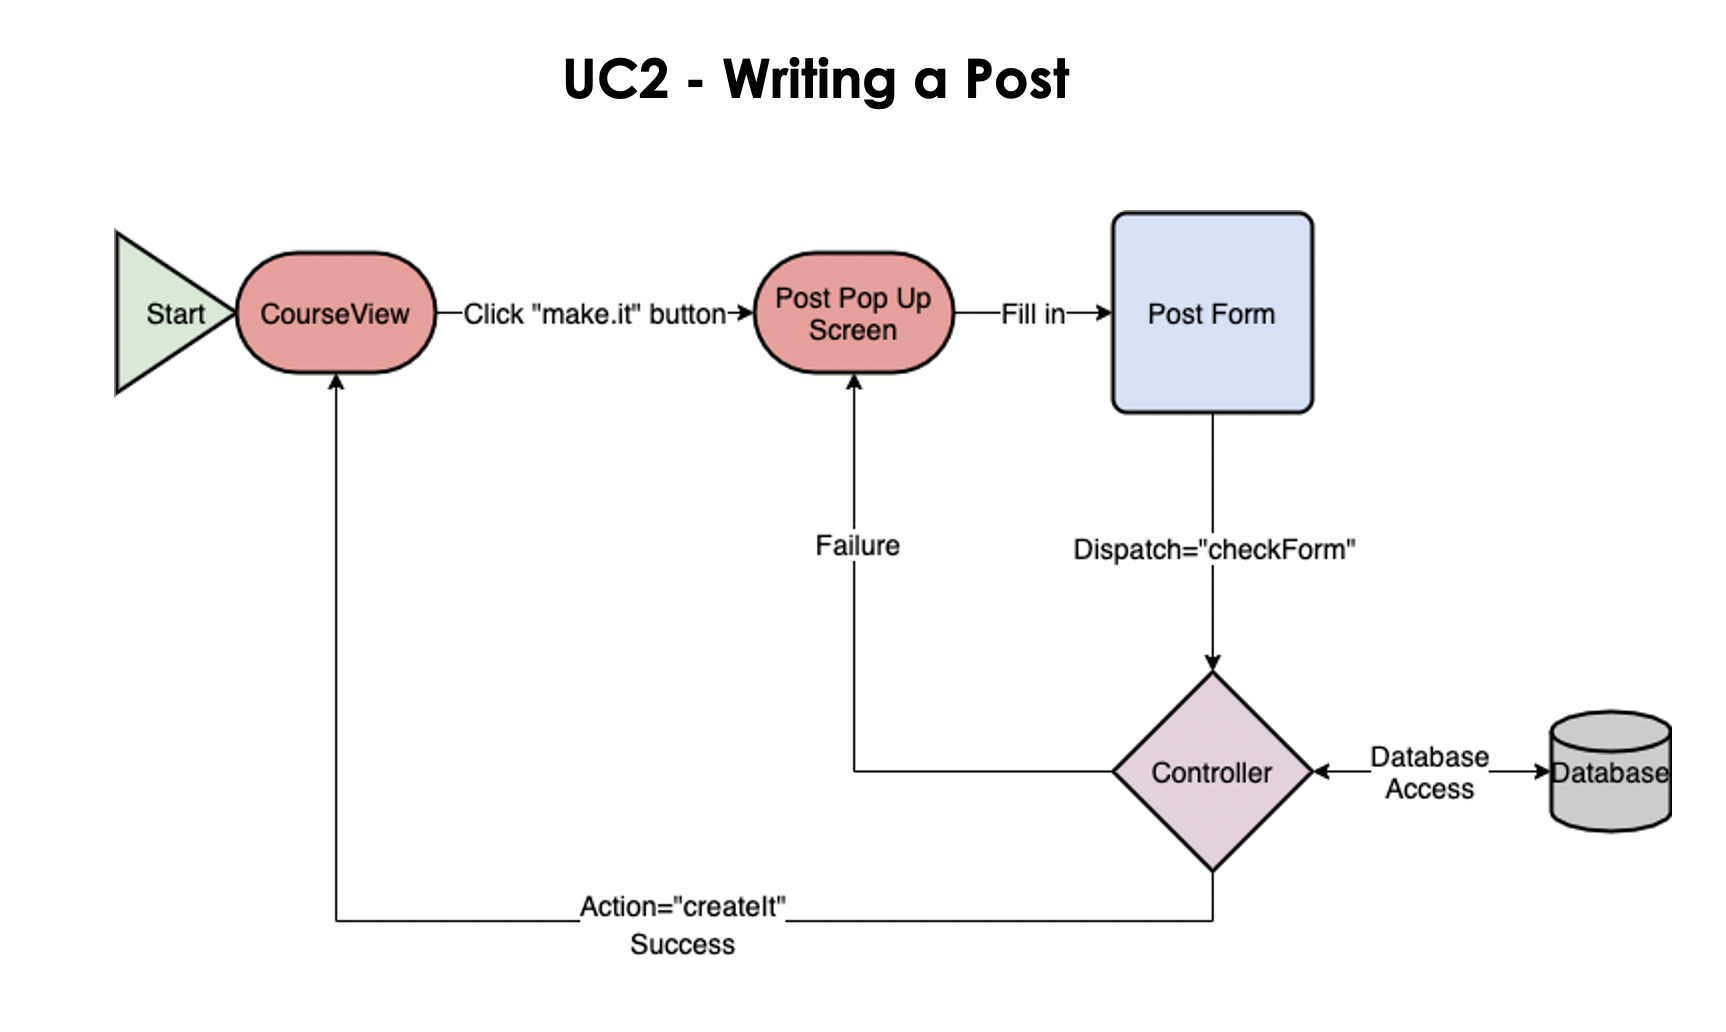 UC2 - Writing a Post
Start
CourseView
Click "make.it" button
Post Pop Up
Screen
Fill in
Post Form
Failure
Dispatch="checkForm"
Controller
Database
Access
Database
Action="createIt"
Success